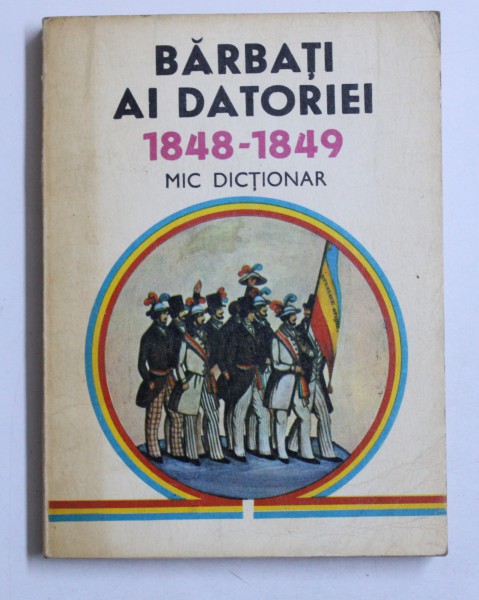 BĂRBAȚI
AI DATORIEI
1848-1849
MIC DICȚIONAR